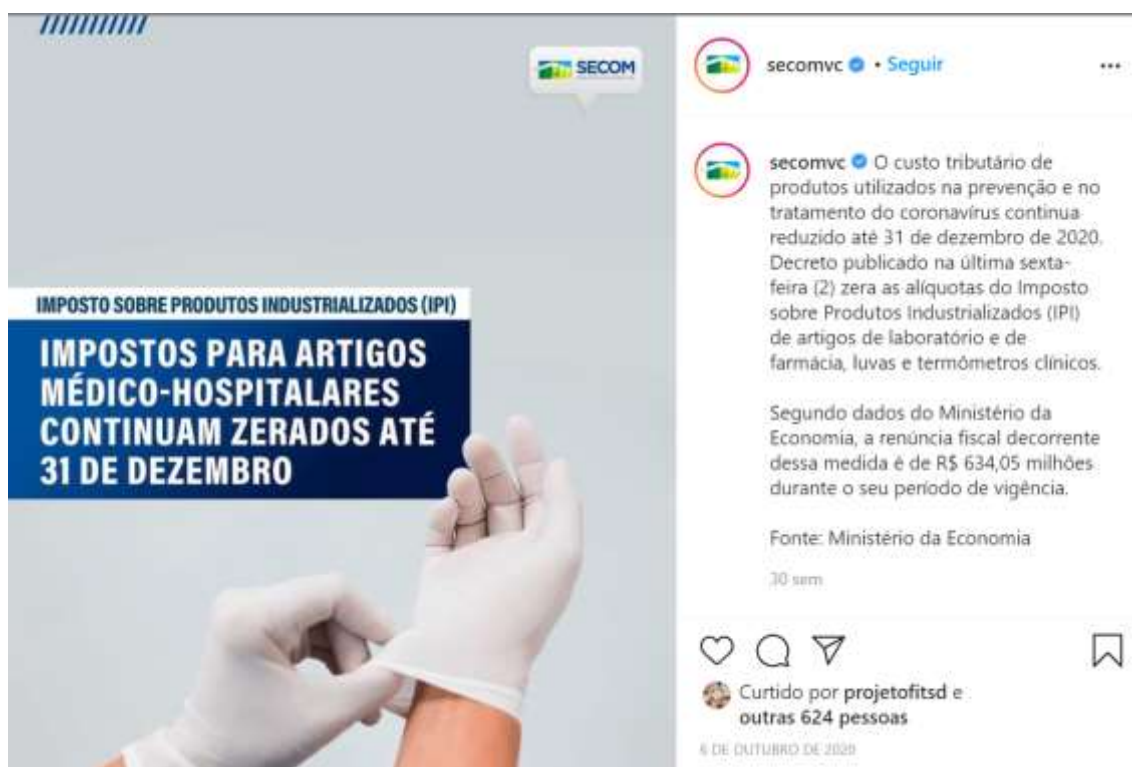 SECOM
IMPOSTO SOBRE PRODUTOS INDUSTRIALIZADOS (IPI)
IMPOSTOS PARA ARTIGOS
MÉDICO-HOSPITALARES
CONTINUAM ZERADOS ATÉ
31 DE DEZEMBRO
secomvc • Seguir
secomvc O custo tributário de
produtos utilizados na prevenção e no
tratamento do coronavírus continua
reduzido até 31 de dezembro de 2020.
Decreto publicado na última sexta-
feira (2) zera as alíquotas do Imposto
sobre Produtos Industrializados (IPI)
de artigos de laboratório e de
farmácia, luvas e termômetros clínicos.
Segundo dados do Ministério da
Economia, a renúncia fiscal decorrente
dessa medida é de R$ 634,05 milhões
durante o seu período de vigência.
Fonte: Ministério da Economia
30 sem
Curtido por projetofitsd e
outras 624 pessoas
6 DE OUTUBRO DE 2020